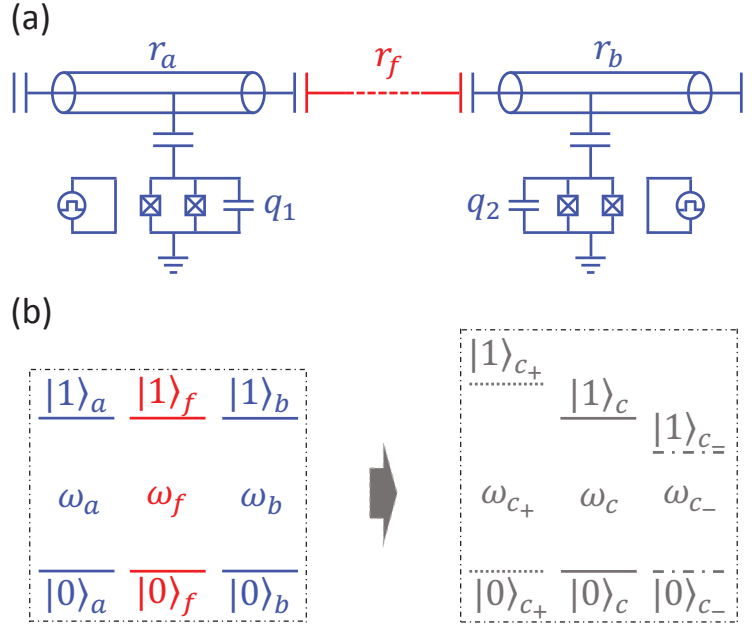 (a)
r_a r_f r_b
q_1 q_2
(b)
|1⟩_{c_+}
|1⟩_a |1⟩_f |1⟩_b |1⟩_c
|1⟩_{c_-}
ω_a ω_f ω_b ω_{c_+} ω_c ω_{c_-}
|0⟩_a |0⟩_f |0⟩_b |0⟩_{c_+} |0⟩_c |0⟩_{c_-}